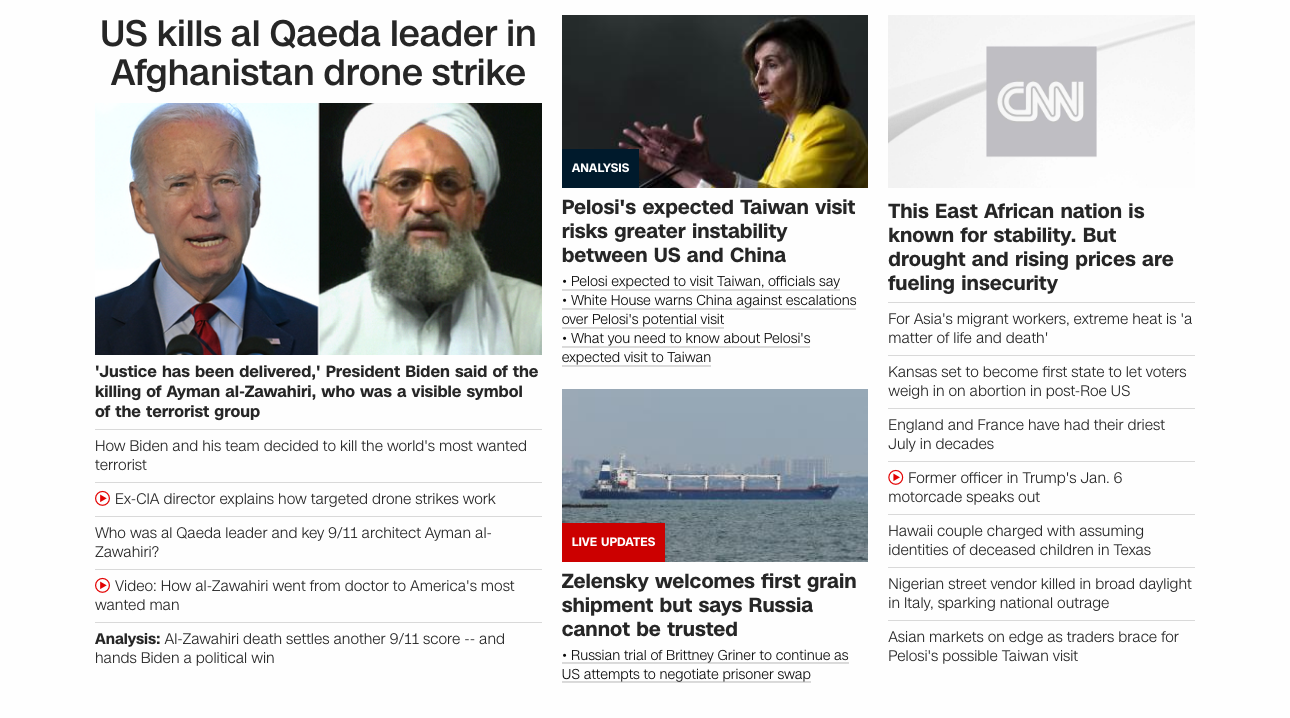 US kills al Qaeda leader in
Afghanistan drone strike
'Justice has been delivered,' President Biden said of the
killing of Ayman al-Zawahiri, who was a visible symbol
of the terrorist group
How Biden and his team decided to kill the world's most wanted
terrorist
Ex-CIA director explains how targeted drone strikes work
Who was al Qaeda leader and key 9/11 architect Ayman al-
Zawahiri?
Video: How al-Zawahiri went from doctor to America's most
wanted man
Analysis: Al-Zawahiri death settles another 9/11 score -- and
hands Biden a political win
ANALYSIS
Pelosi's expected Taiwan visit
risks greater instability
between US and China
• Pelosi expected to visit Taiwan, officials say
• White House warns China against escalations
over Pelosi's potential visit
• What you need to know about Pelosi's
expected visit to Taiwan
LIVE UPDATES
Zelensky welcomes first grain
shipment but says Russia
cannot be trusted
• Russian trial of Brittney Griner to continue as
US attempts to negotiate prisoner swap
CNN
This East African nation is
known for stability. But
drought and rising prices are
fueling insecurity
For Asia's migrant workers, extreme heat is 'a
matter of life and death'
Kansas set to become first state to let voters
weigh in on abortion in post-Roe US
England and France have had their driest
July in decades
Former officer in Trump's Jan. 6
motorcade speaks out
Hawaii couple charged with assuming
identities of deceased children in Texas
Nigerian street vendor killed in broad daylight
in Italy, sparking national outrage
Asian markets on edge as traders brace for
Pelosi's possible Taiwan visit